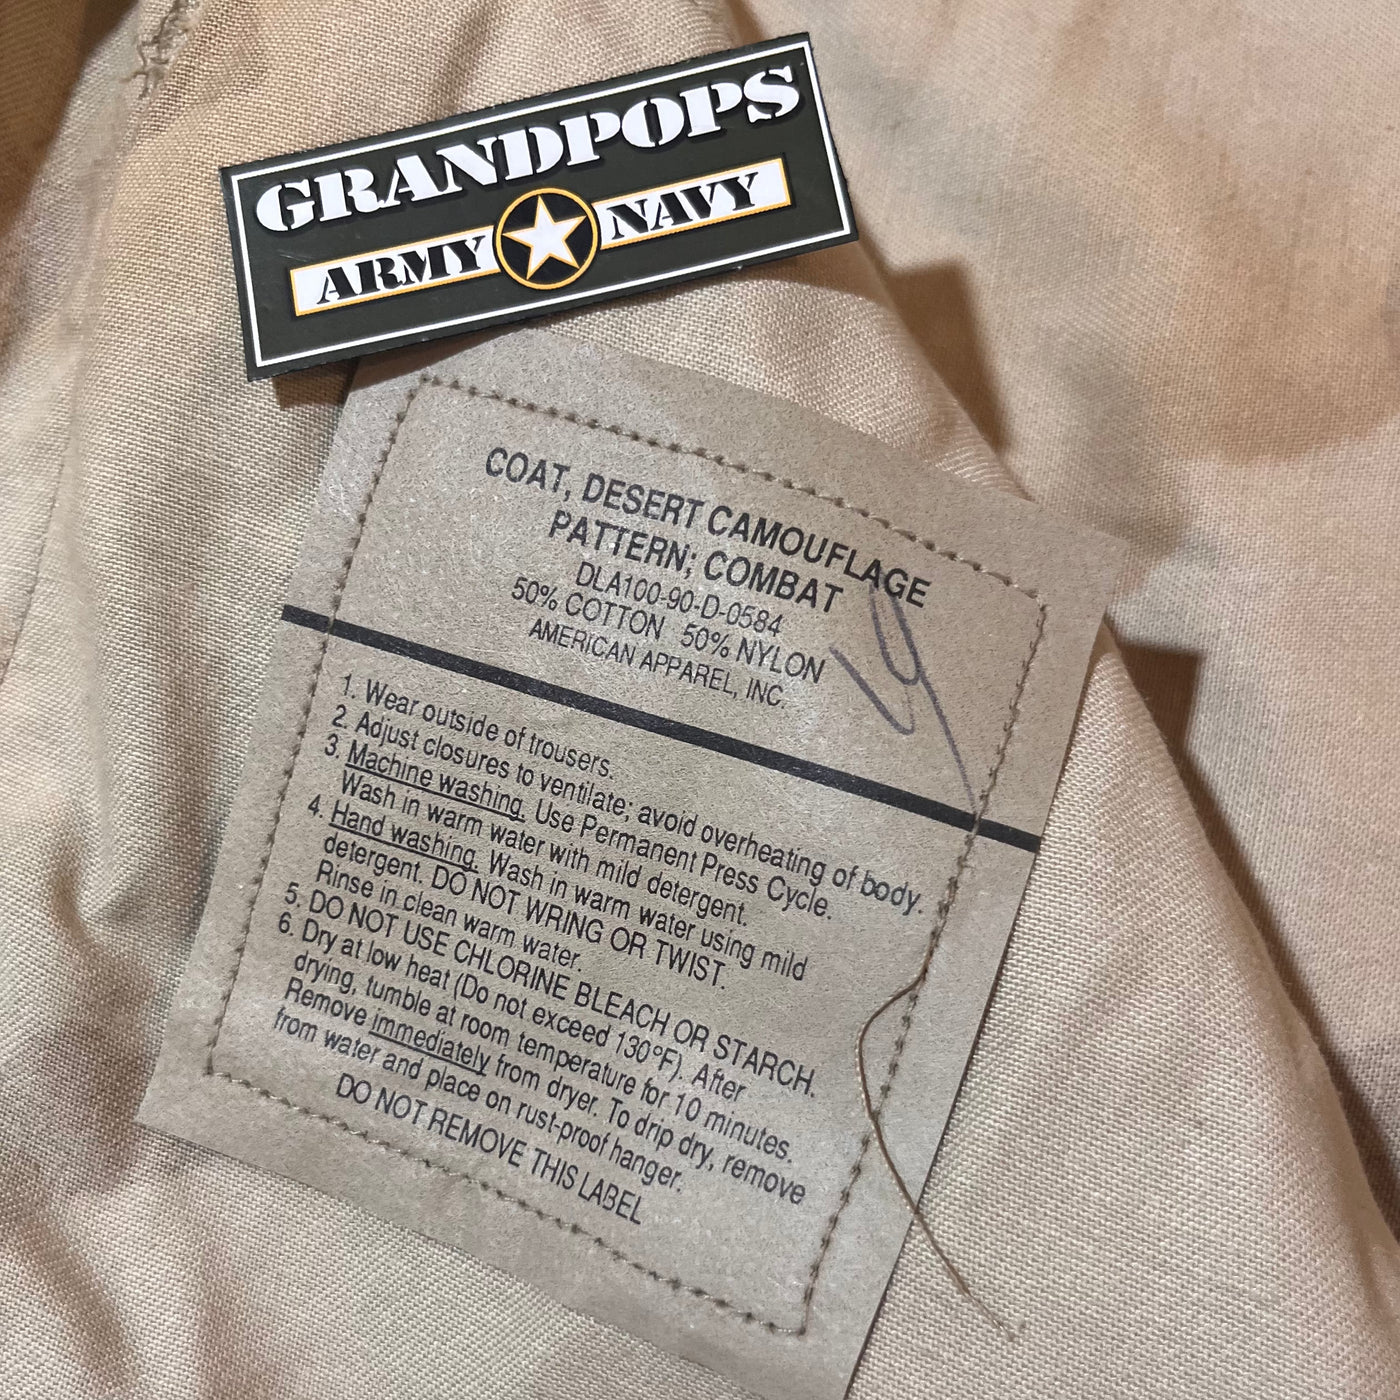 GRANDPOPS
ARMY NAVY
COAT, DESERT CAMOUFLAGE
PATTERN; COMBAT
DLA100-90-D-0584
50% COTTON 50% NYLON
AMERICAN APPAREL, INC.
1. Wear outside of trousers.
2. Adjust closures to ventilate; avoid overheating of body.
3. Machine washing. Use Permanent Press Cycle.
Wash in warm water with mild detergent.
4. Hand washing. Wash in warm water using mild
detergent. DO NOT WRING OR TWIST.
Rinse in clean warm water.
5. DO NOT USE CHLORINE BLEACH OR STARCH.
6. Dry at low heat (Do not exceed 130°F). After
drying, tumble at room temperature for 10 minutes.
Remove immediately from dryer. To drip dry, remove
from water and place on rust-proof hanger.
DO NOT REMOVE THIS LABEL